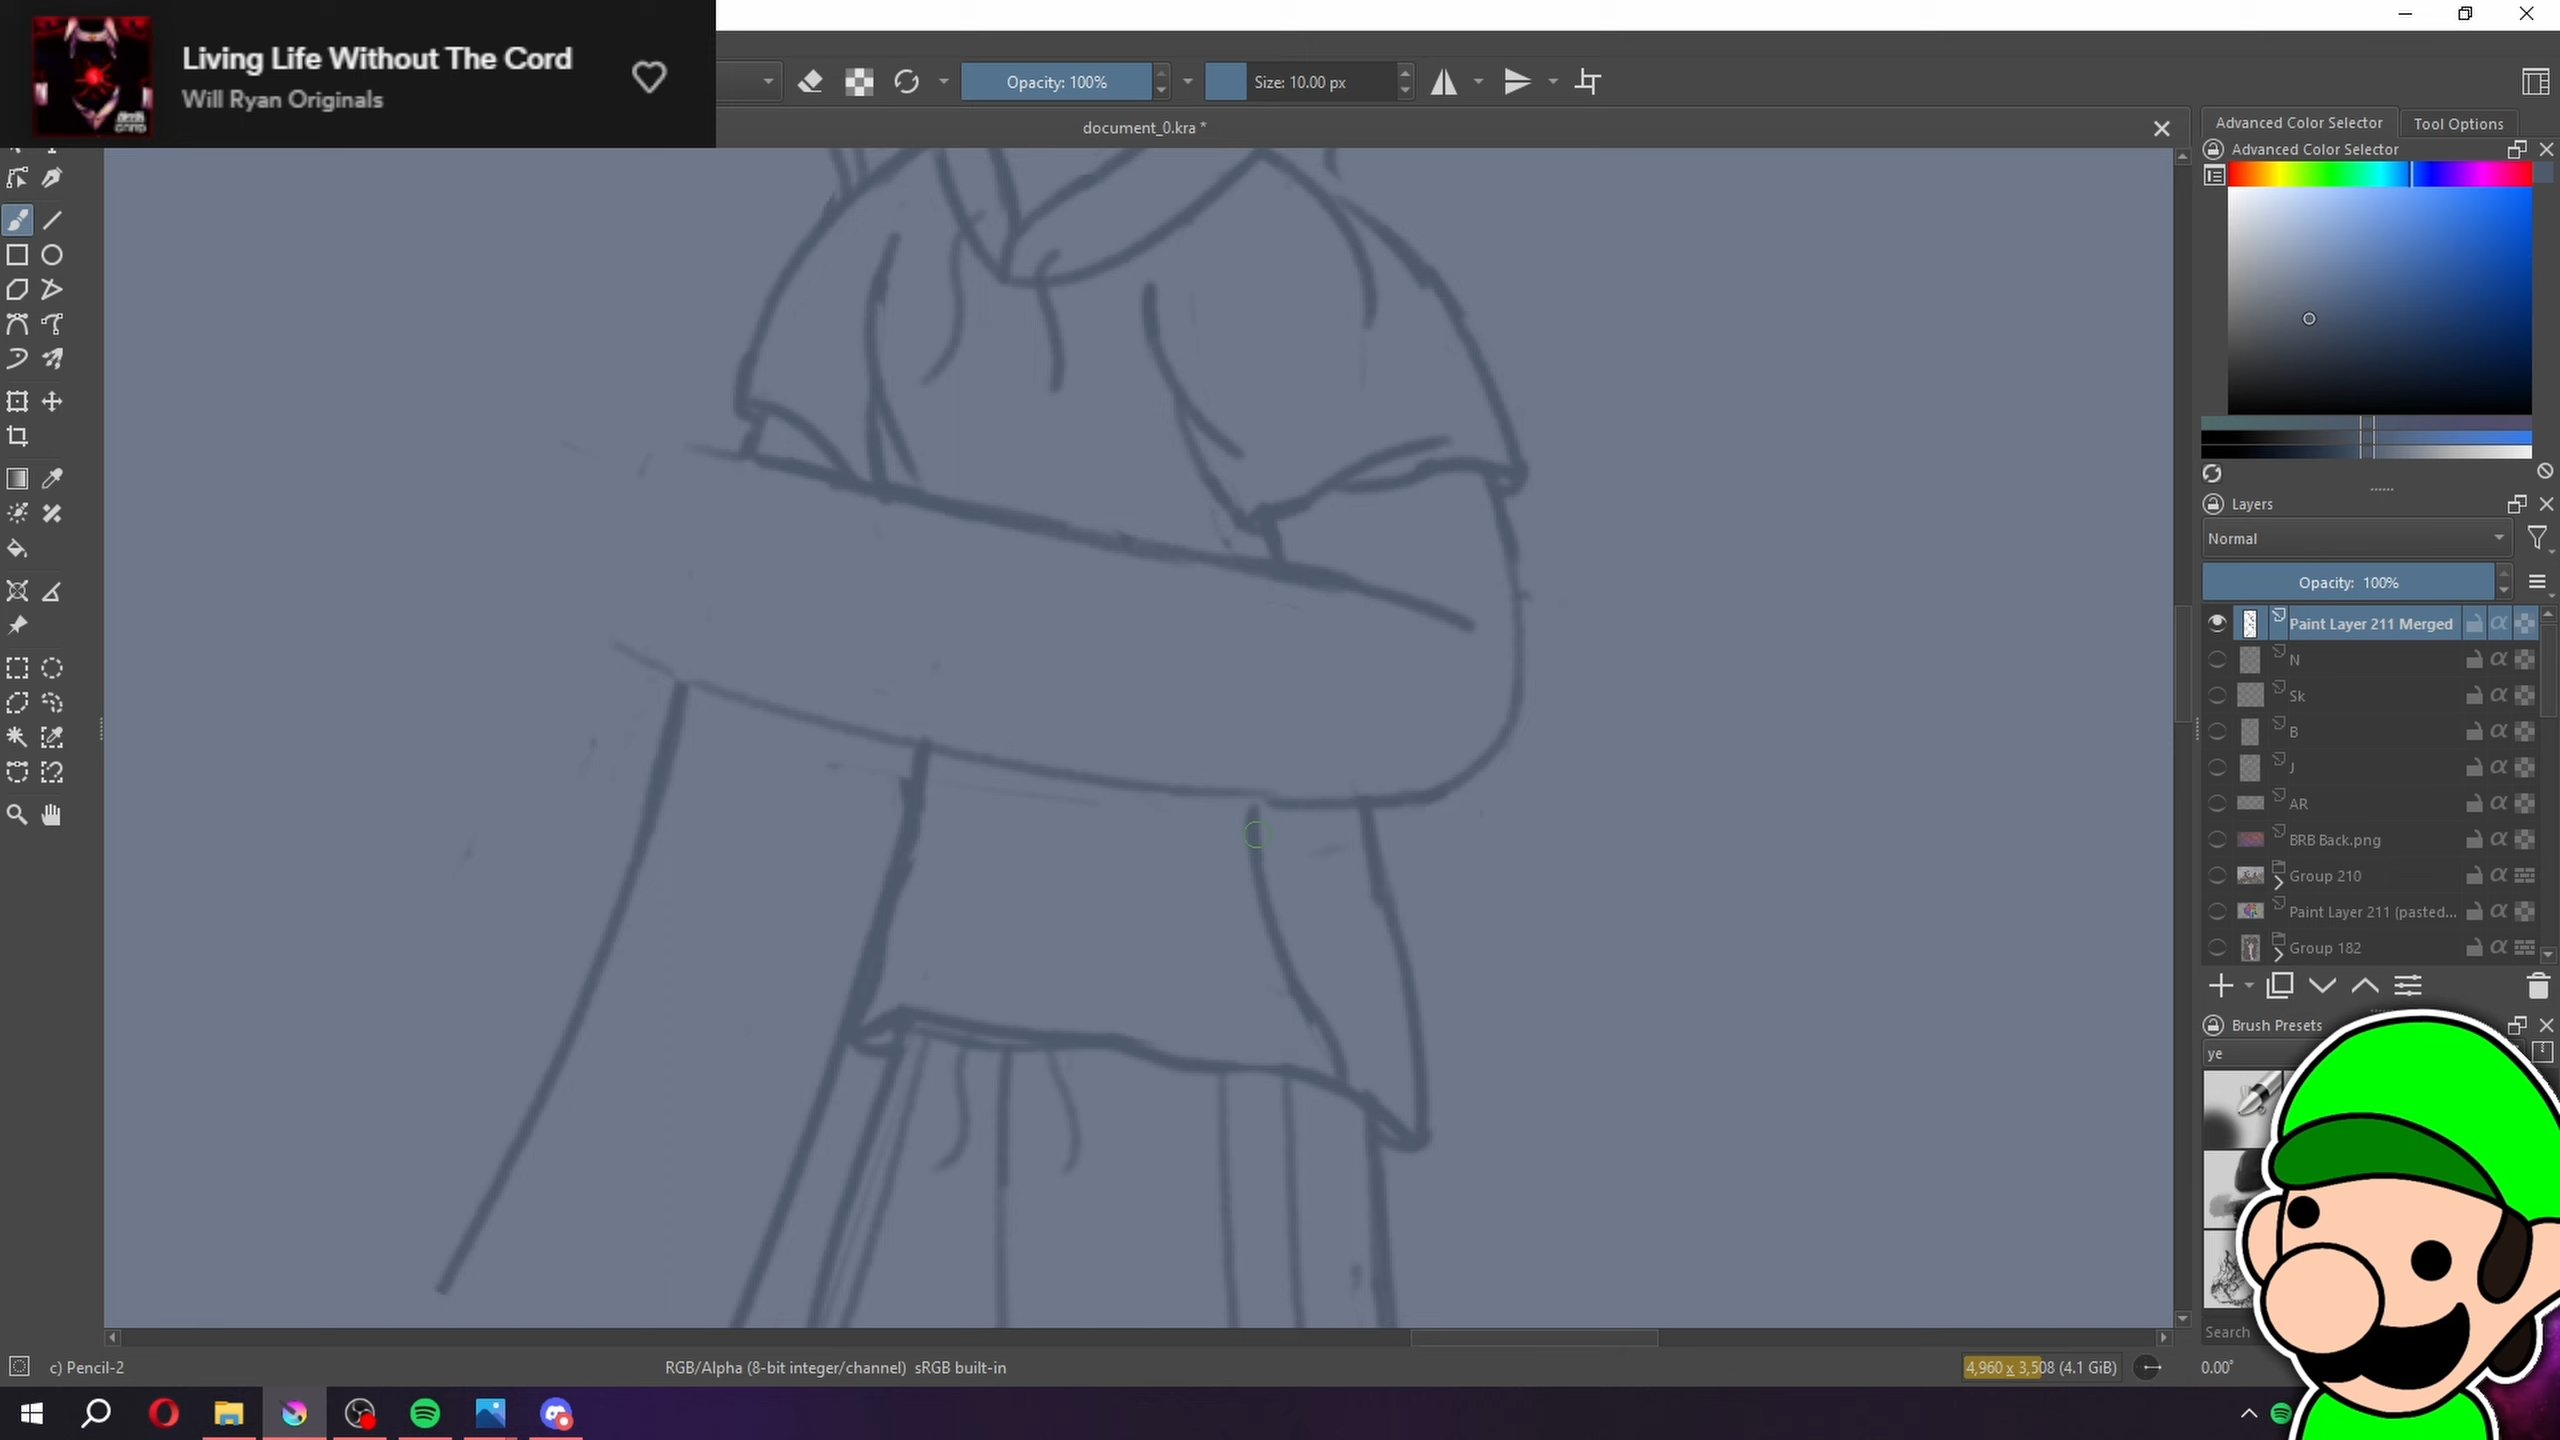 Living Life Without The Cord
Will Ryan Originals
Opacity: 100%
Size: 10.00 px
document_0.kra *
Advanced Color Selector
Tool Options
Advanced Color Selector
Layers
Normal
Opacity: 100%
Paint Layer 211 Merged
N
Sk
B
J
AR
BRB Back.png
Group 210
Paint Layer 211 (pasted...
Group 182
Brush Presets
ye
Search
c) Pencil-2
RGB/Alpha (8-bit integer/channel) sRGB built-in
4,960 x 3,508 (4.1 GiB)
0.00°